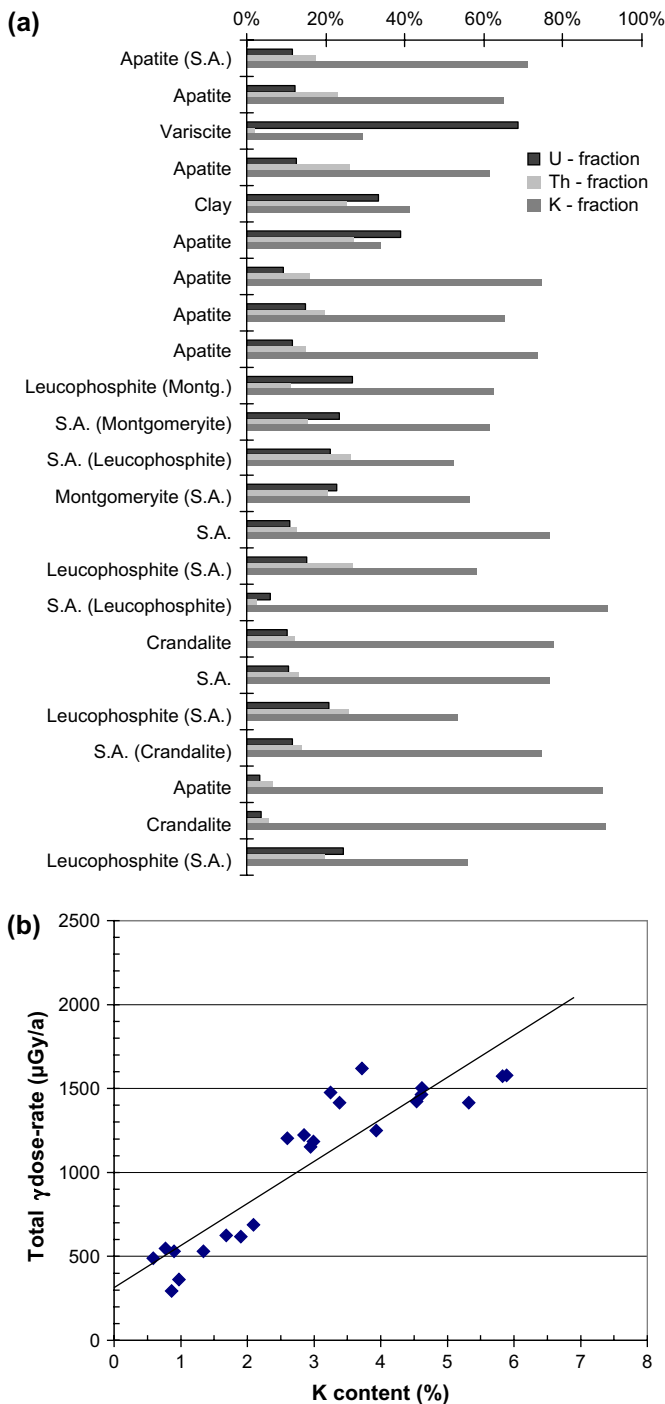 (a)
0% 20% 40% 60% 80% 100%
Apatite (S.A.)
Apatite
Variscite
Apatite
Clay
Apatite
Apatite
Apatite
Apatite
Leucophosphite (Montg.)
S.A. (Montgomeryite)
S.A. (Leucophosphite)
Montgomeryite (S.A.)
S.A.
Leucophosphite (S.A.)
S.A. (Leucophosphite)
Crandalite
S.A.
Leucophosphite (S.A.)
S.A. (Crandalite)
Apatite
Crandalite
Leucophosphite (S.A.)
U - fraction
Th - fraction
K - fraction
(b)
Total γdose-rate (µGy/a)
2500
2000
1500
1000
500
0
0 1 2 3 4 5 6 7 8
K content (%)